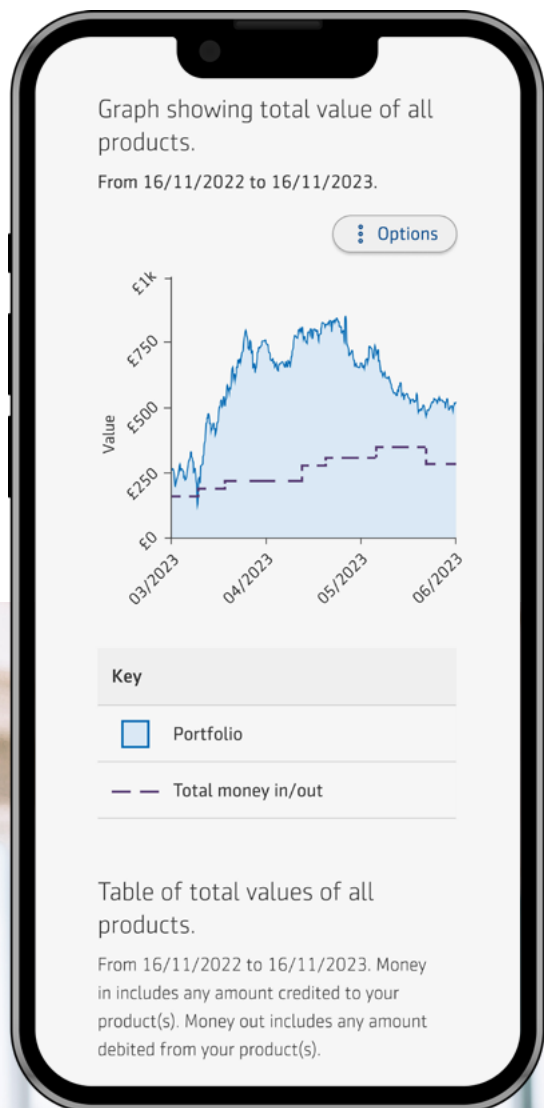 Graph showing total value of all
products.
From 16/11/2022 to 16/11/2023.
Options
£1k
£750
£500
£250
£0
Value
03/2023
04/2023
05/2023
06/2023
Key
Portfolio
Total money in/out
Table of total values of all
products.
From 16/11/2022 to 16/11/2023. Money
in includes any amount credited to your
product(s). Money out includes any amount
debited from your product(s).